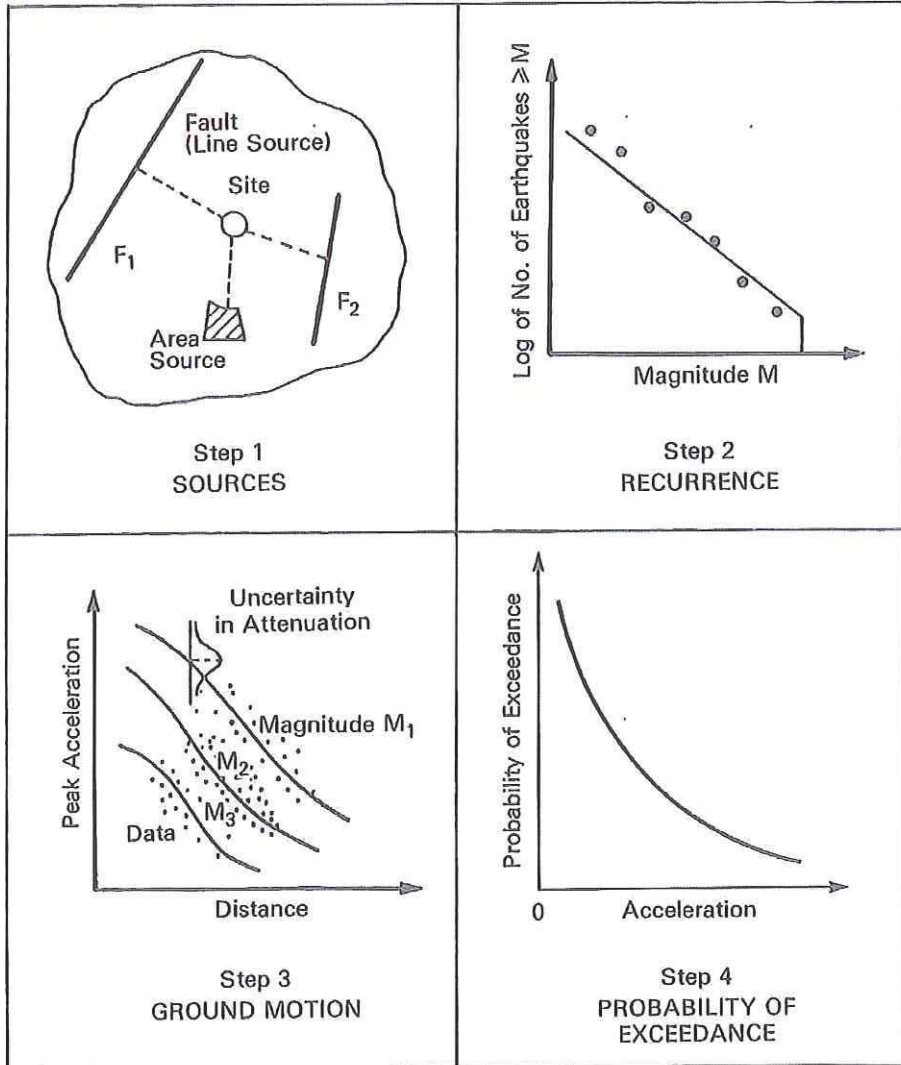 Fault
(Line Source)
Site
F1
F2
Area
Source
Step 1
SOURCES
Log of No. of Earthquakes ⩾M
Magnitude M
Step 2
RECURRENCE
Uncertainty
in Attenuation
Peak Acceleration
Magnitude M1
M2
M3
Data
Distance
Step 3
GROUND MOTION
Probability of Exceedance
0
Acceleration
Step 4
PROBABILITY OF
EXCEEDANCE